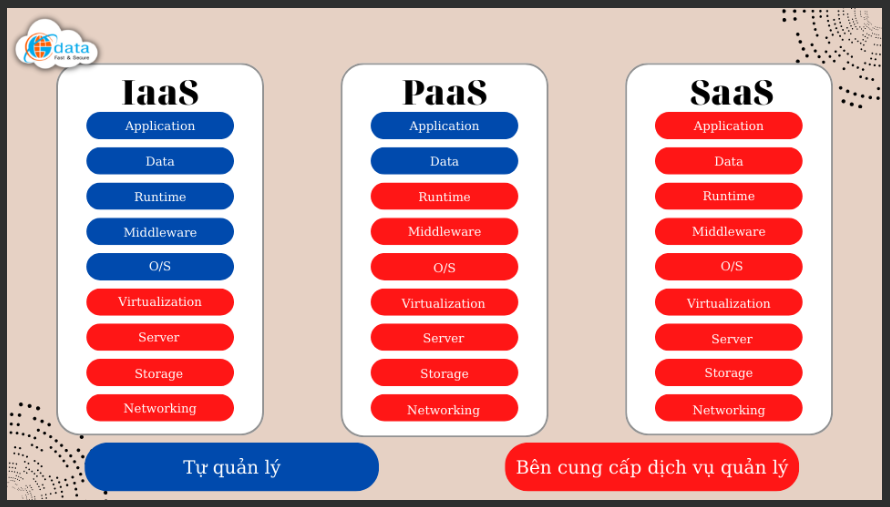 data
Fast & Secure
IaaS
Application
Data
Runtime
Middleware
O/S
Virtualization
Server
Storage
Networking
PaaS
Application
Data
Runtime
Middleware
O/S
Virtualization
Server
Storage
Networking
SaaS
Application
Data
Runtime
Middleware
O/S
Virtualization
Server
Storage
Networking
Tự quản lý
Bên cung cấp dịch vụ quản lý